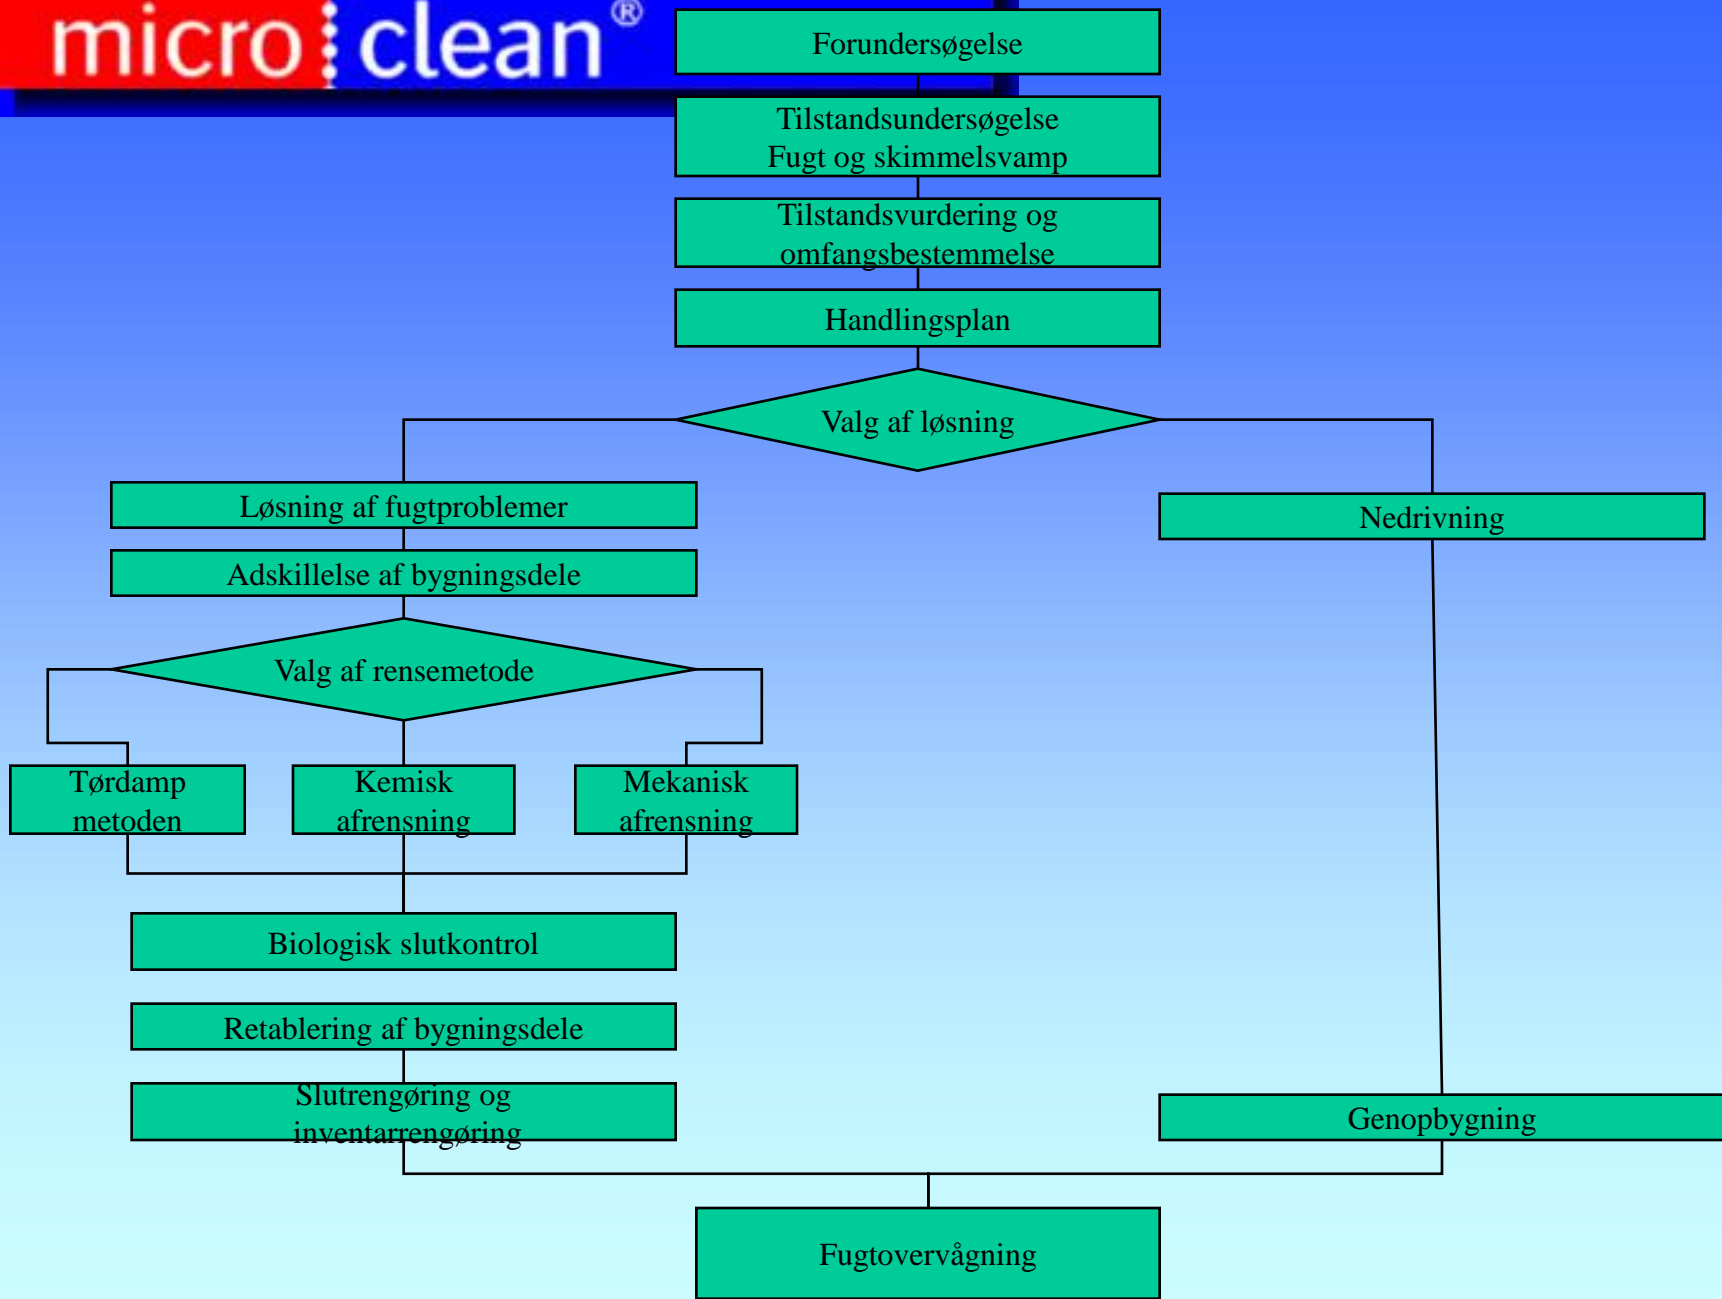 micro clean®
Forundersøgelse
Tilstandsundersøgelse
Fugt og skimmelsvamp
Tilstandsvurdering og
omfangsbestemmelse
Handlingsplan
Valg af løsning
Løsning af fugtproblemer
Nedrivning
Adskillelse af bygningsdele
Valg af rensemetode
Tørdamp
metoden
Kemisk
afrensning
Mekanisk
afrensning
Biologisk slutkontrol
Retablering af bygningsdele
Slutrengøring og
inventarrengøring
Genopbygning
Fugtovervågning